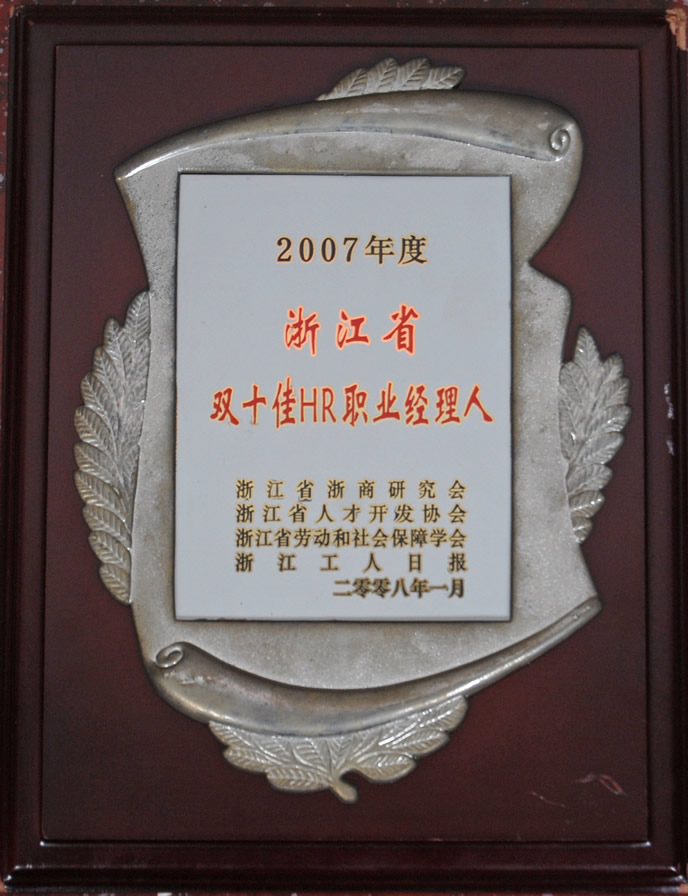 2007年度
浙江省
双十佳HR职业经理人
浙江省浙商研究会
浙江省人才开发协会
浙江省劳动和社会保障学会
浙江工人日报
二零零八年一月